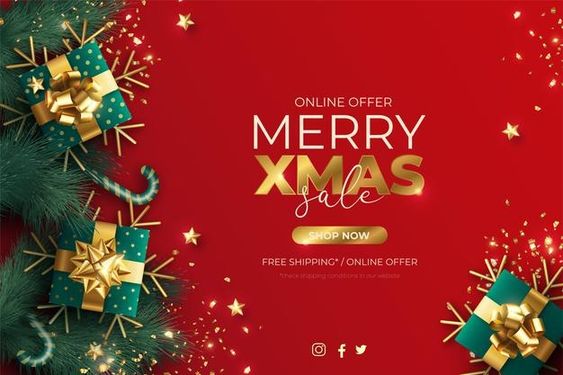 ONLINE OFFER
MERRY
XMAS
sale
SHOP NOW
FREE SHIPPING* / ONLINE OFFER
*check shipping conditions in our website